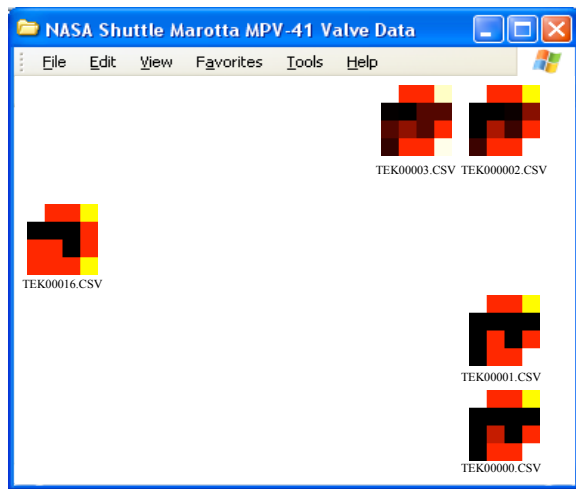 NASA Shuttle Marotta MPV-41 Valve Data
File Edit View Favorites Tools Help
TEK00003.CSV TEK000002.CSV
TEK00016.CSV
TEK00001.CSV
TEK00000.CSV